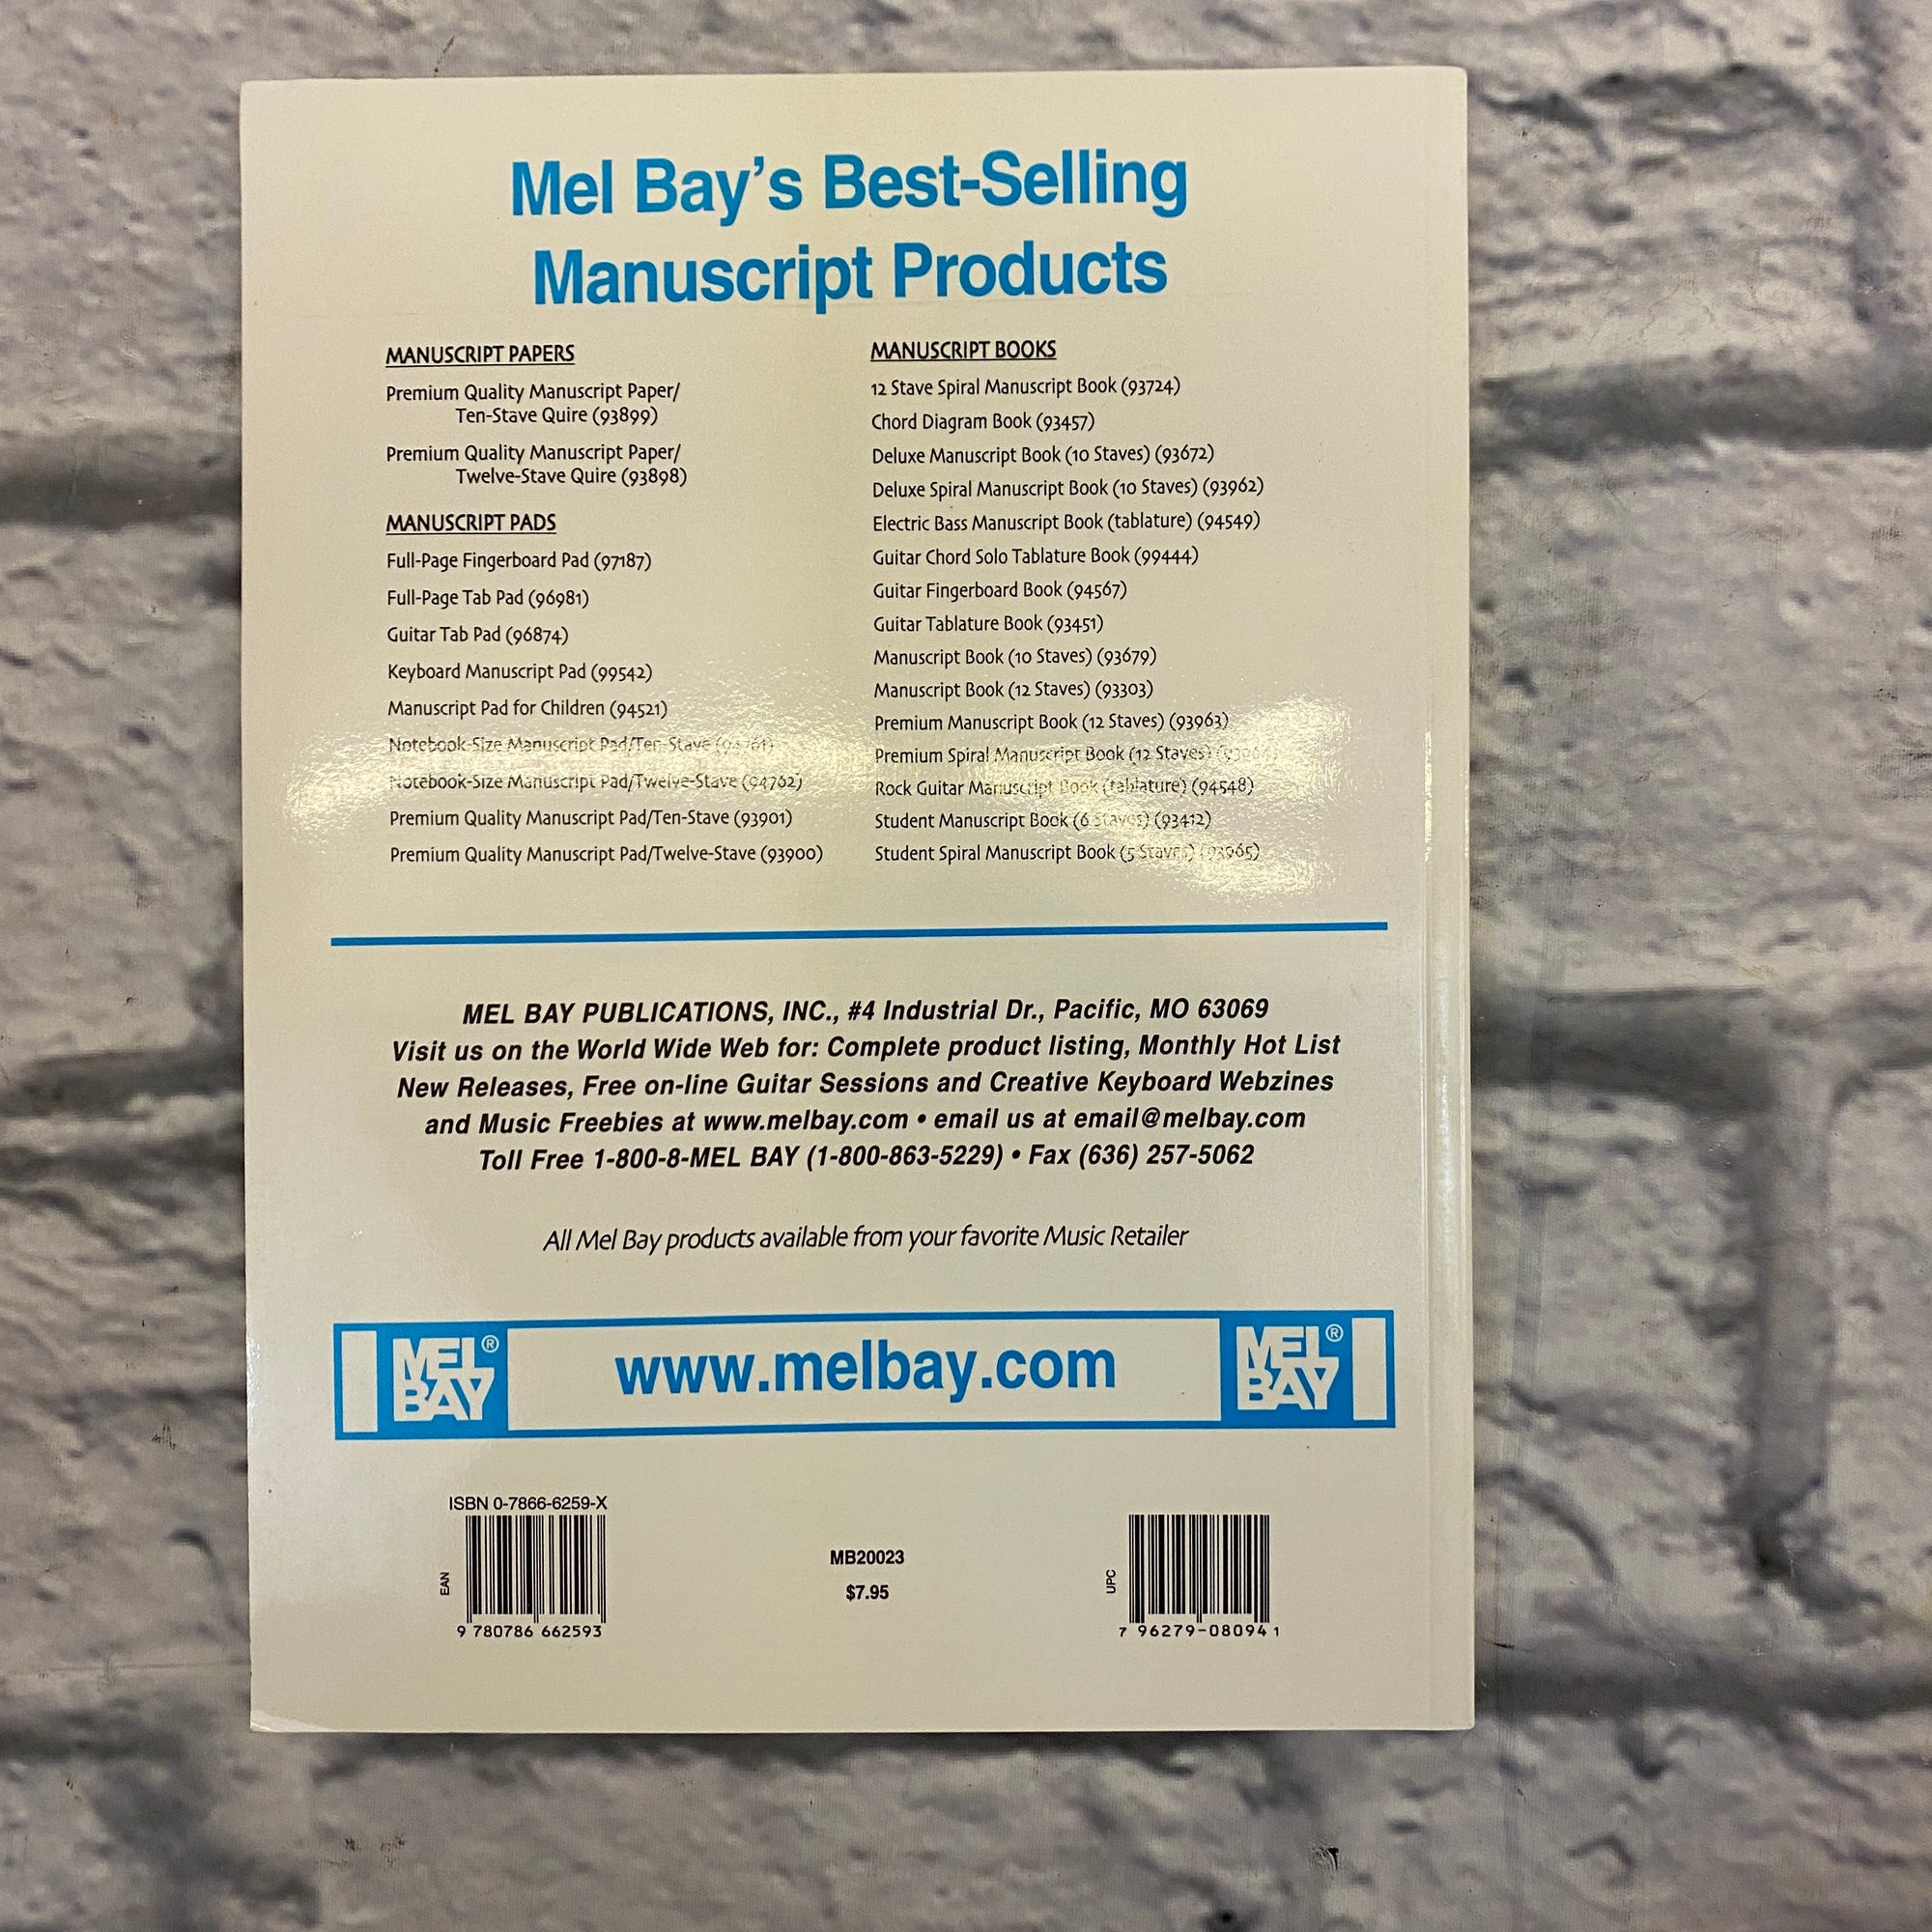 Mel Bay's Best-Selling
Manuscript Products
MANUSCRIPT PAPERS
Premium Quality Manuscript Paper/
Ten-Stave Quire (93899)
Premium Quality Manuscript Paper/
Twelve-Stave Quire (93898)
MANUSCRIPT PADS
Full-Page Fingerboard Pad (97187)
Full-Page Tab Pad (96981)
Guitar Tab Pad (96874)
Keyboard Manuscript Pad (99542)
Manuscript Pad for Children (94521)
Notebook-Size Manuscript Pad/Ten-Stave
Notebook-Size Manuscript Pad/Twelve-Stave (94762)
Premium Quality Manuscript Pad/Ten-Stave (93901)
Premium Quality Manuscript Pad/Twelve-Stave (93900)
MANUSCRIPT BOOKS
12 Stave Spiral Manuscript Book (93724)
Chord Diagram Book (93457)
Deluxe Manuscript Book (10 Staves) (93672)
Deluxe Spiral Manuscript Book (10 Staves) (93962)
Electric Bass Manuscript Book (tablature) (94549)
Guitar Chord Solo Tablature Book (99444)
Guitar Fingerboard Book (94567)
Guitar Tablature Book (93451)
Manuscript Book (10 Staves) (93679)
Manuscript Book (12 Staves) (93303)
Premium Manuscript Book (12 Staves) (93963)
Premium Spiral Manuscript Book (12 Staves)
Rock Guitar Manuscript Book (tablature) (94548)
Student Manuscript Book (6 Staves) (93412)
Student Spiral Manuscript Book (5 Staves) (93965)
MEL BAY PUBLICATIONS, INC., #4 Industrial Dr., Pacific, MO 63069
Visit us on the World Wide Web for: Complete product listing, Monthly Hot List
New Releases, Free on-line Guitar Sessions and Creative Keyboard Webzines
and Music Freebies at www.melbay.com • email us at email@melbay.com
Toll Free 1-800-8-MEL BAY (1-800-863-5229) • Fax (636) 257-5062
All Mel Bay products available from your favorite Music Retailer
MEL BAY®
www.melbay.com
MEL BAY®
ISBN 0-7866-6259-X
EAN
9 780786 662593
MB20023
$7.95
UPC
7 96279-08094 1